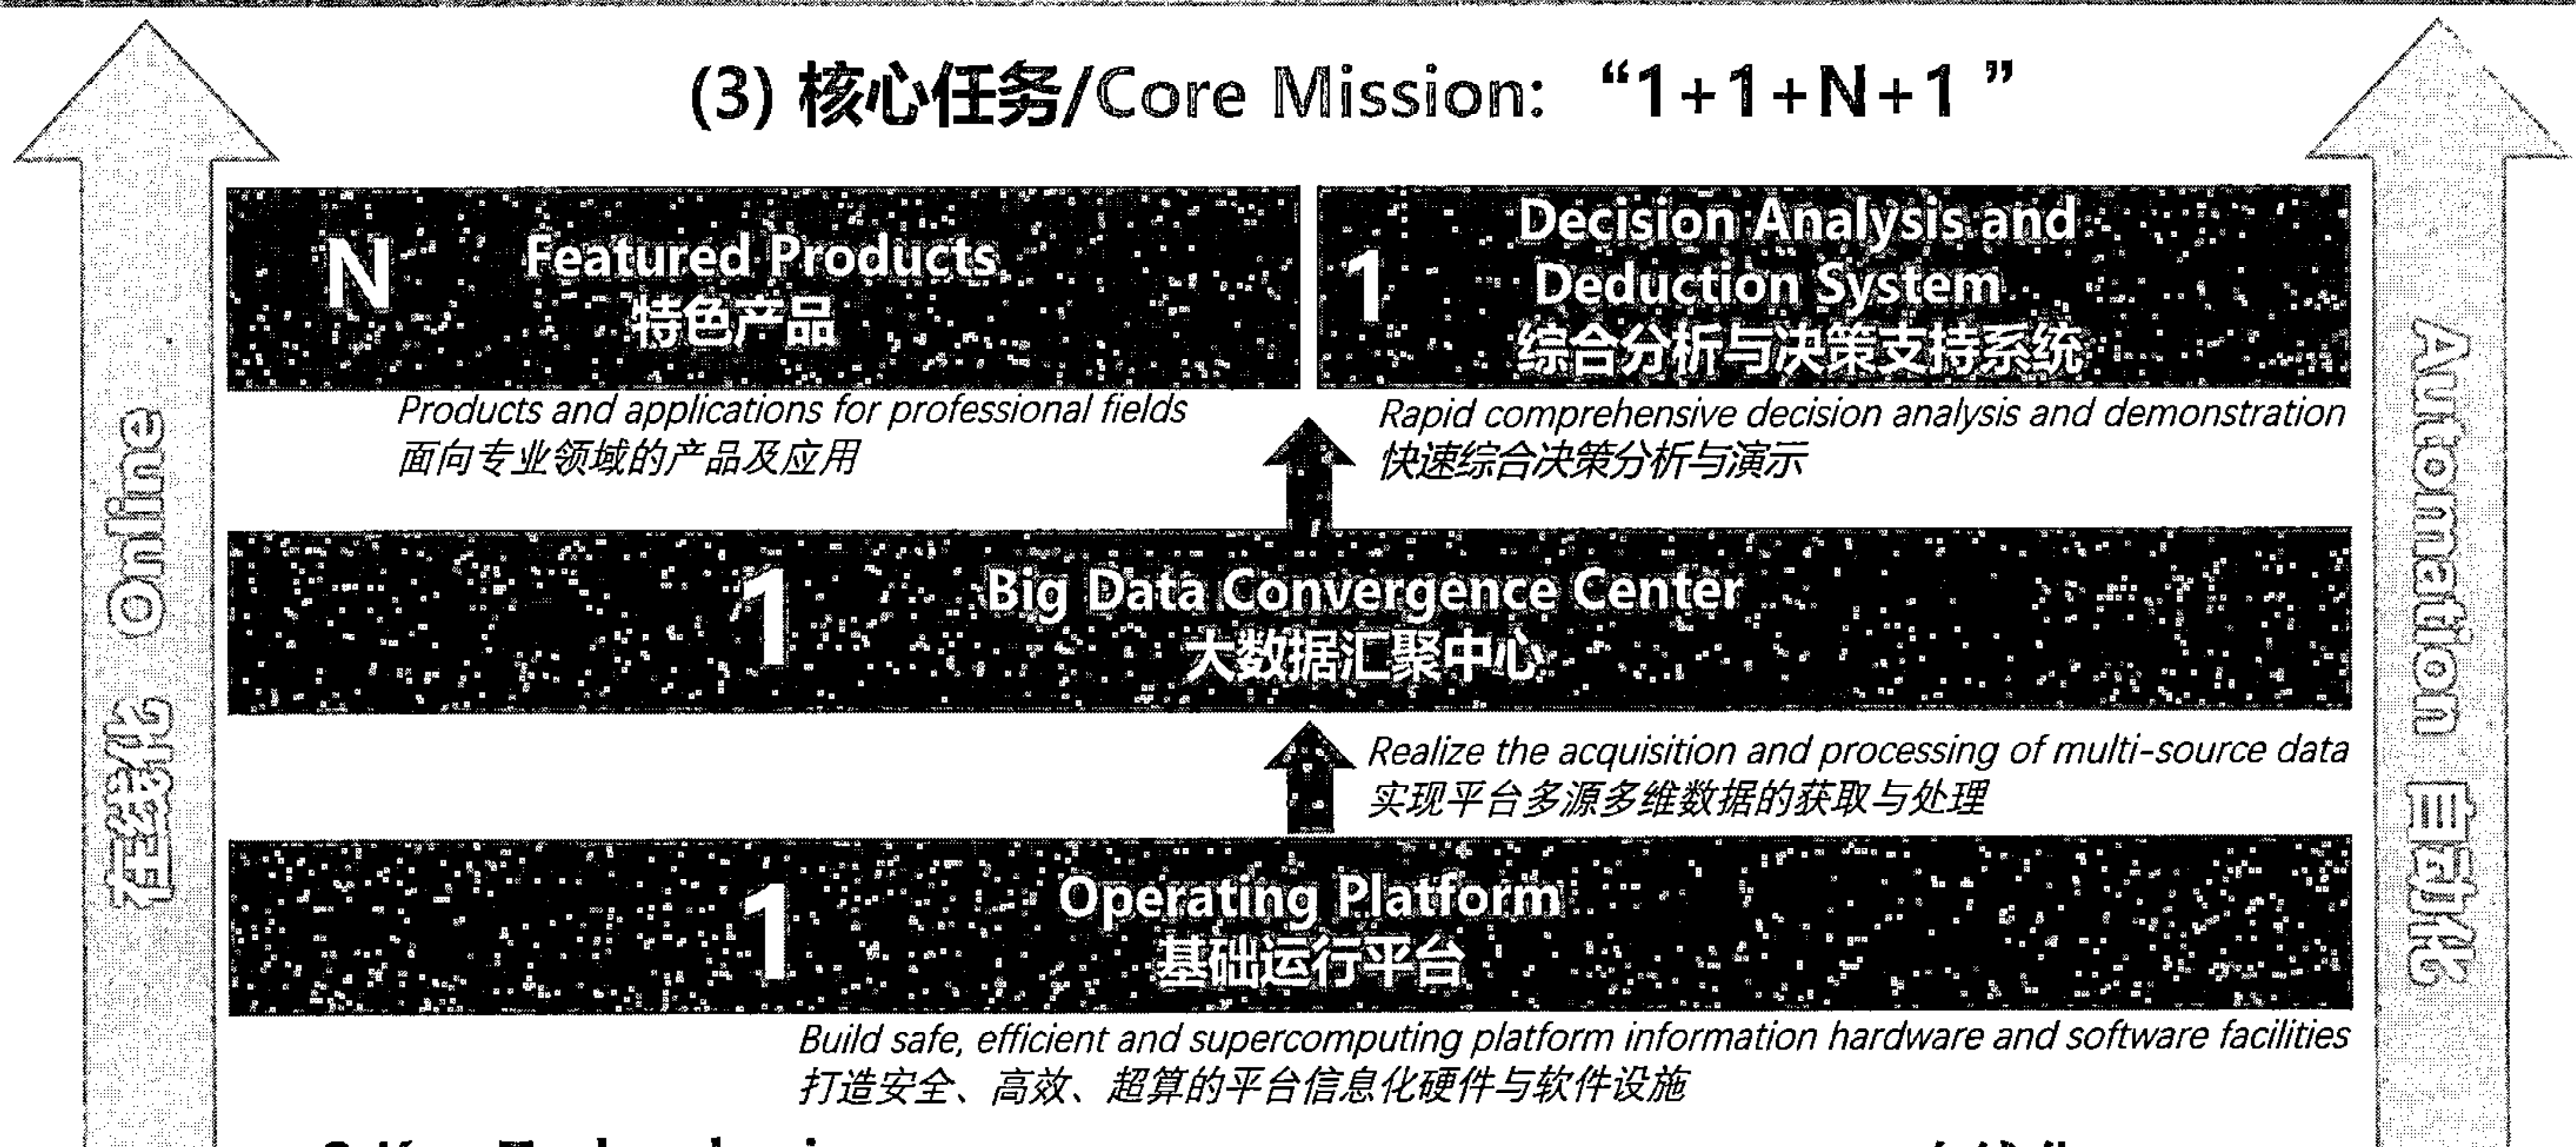 (3) 核心任务/Core Mission: “1+1+N+1 ”
N
Featured Products
特色产品
1
Decision Analysis and
Deduction System
综合分析与决策支持系统
Products and applications for professional fields
面向专业领域的产品及应用
Rapid comprehensive decision analysis and demonstration
快速综合决策分析与演示
1
Big Data Convergence Center
大数据汇聚中心
Realize the acquisition and processing of multi-source data
实现平台多源多维数据的获取与处理
1
Operating Platform
基础运行平台
Build safe, efficient and supercomputing platform information hardware and software facilities
打造安全、高效、超算的平台信息化硬件与软件设施
在线化 Online
Automation 自动化